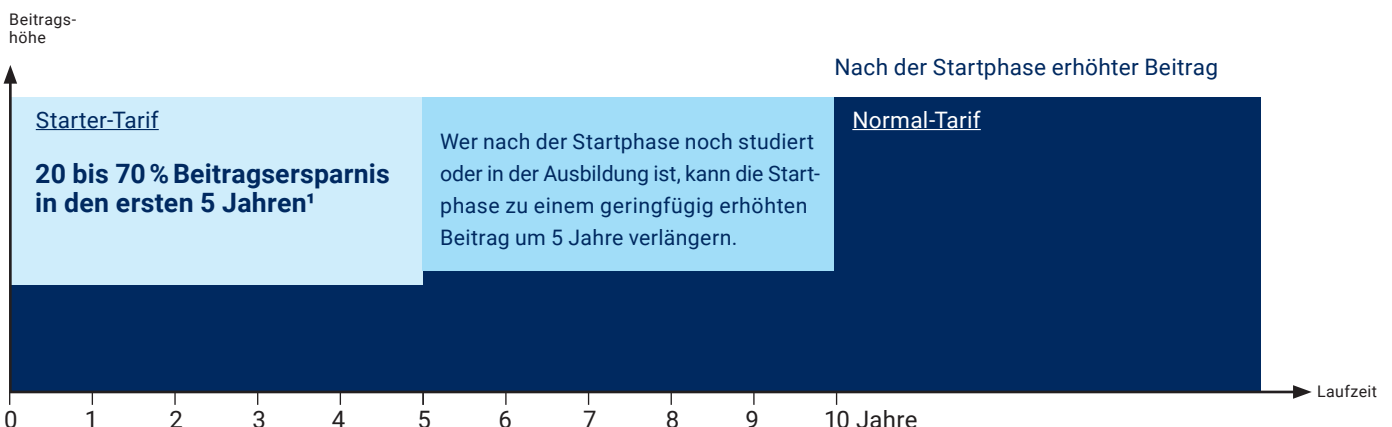 Beitrags-
höhe
Nach der Startphase erhöhter Beitrag
Starter-Tarif
20 bis 70 % Beitragsersparnis
in den ersten 5 Jahren¹
Wer nach der Startphase noch studiert
oder in der Ausbildung ist, kann die Start-
phase zu einem geringfügig erhöhten
Beitrag um 5 Jahre verlängern.
Normal-Tarif
Laufzeit
0 1 2 3 4 5 6 7 8 9 10 Jahre